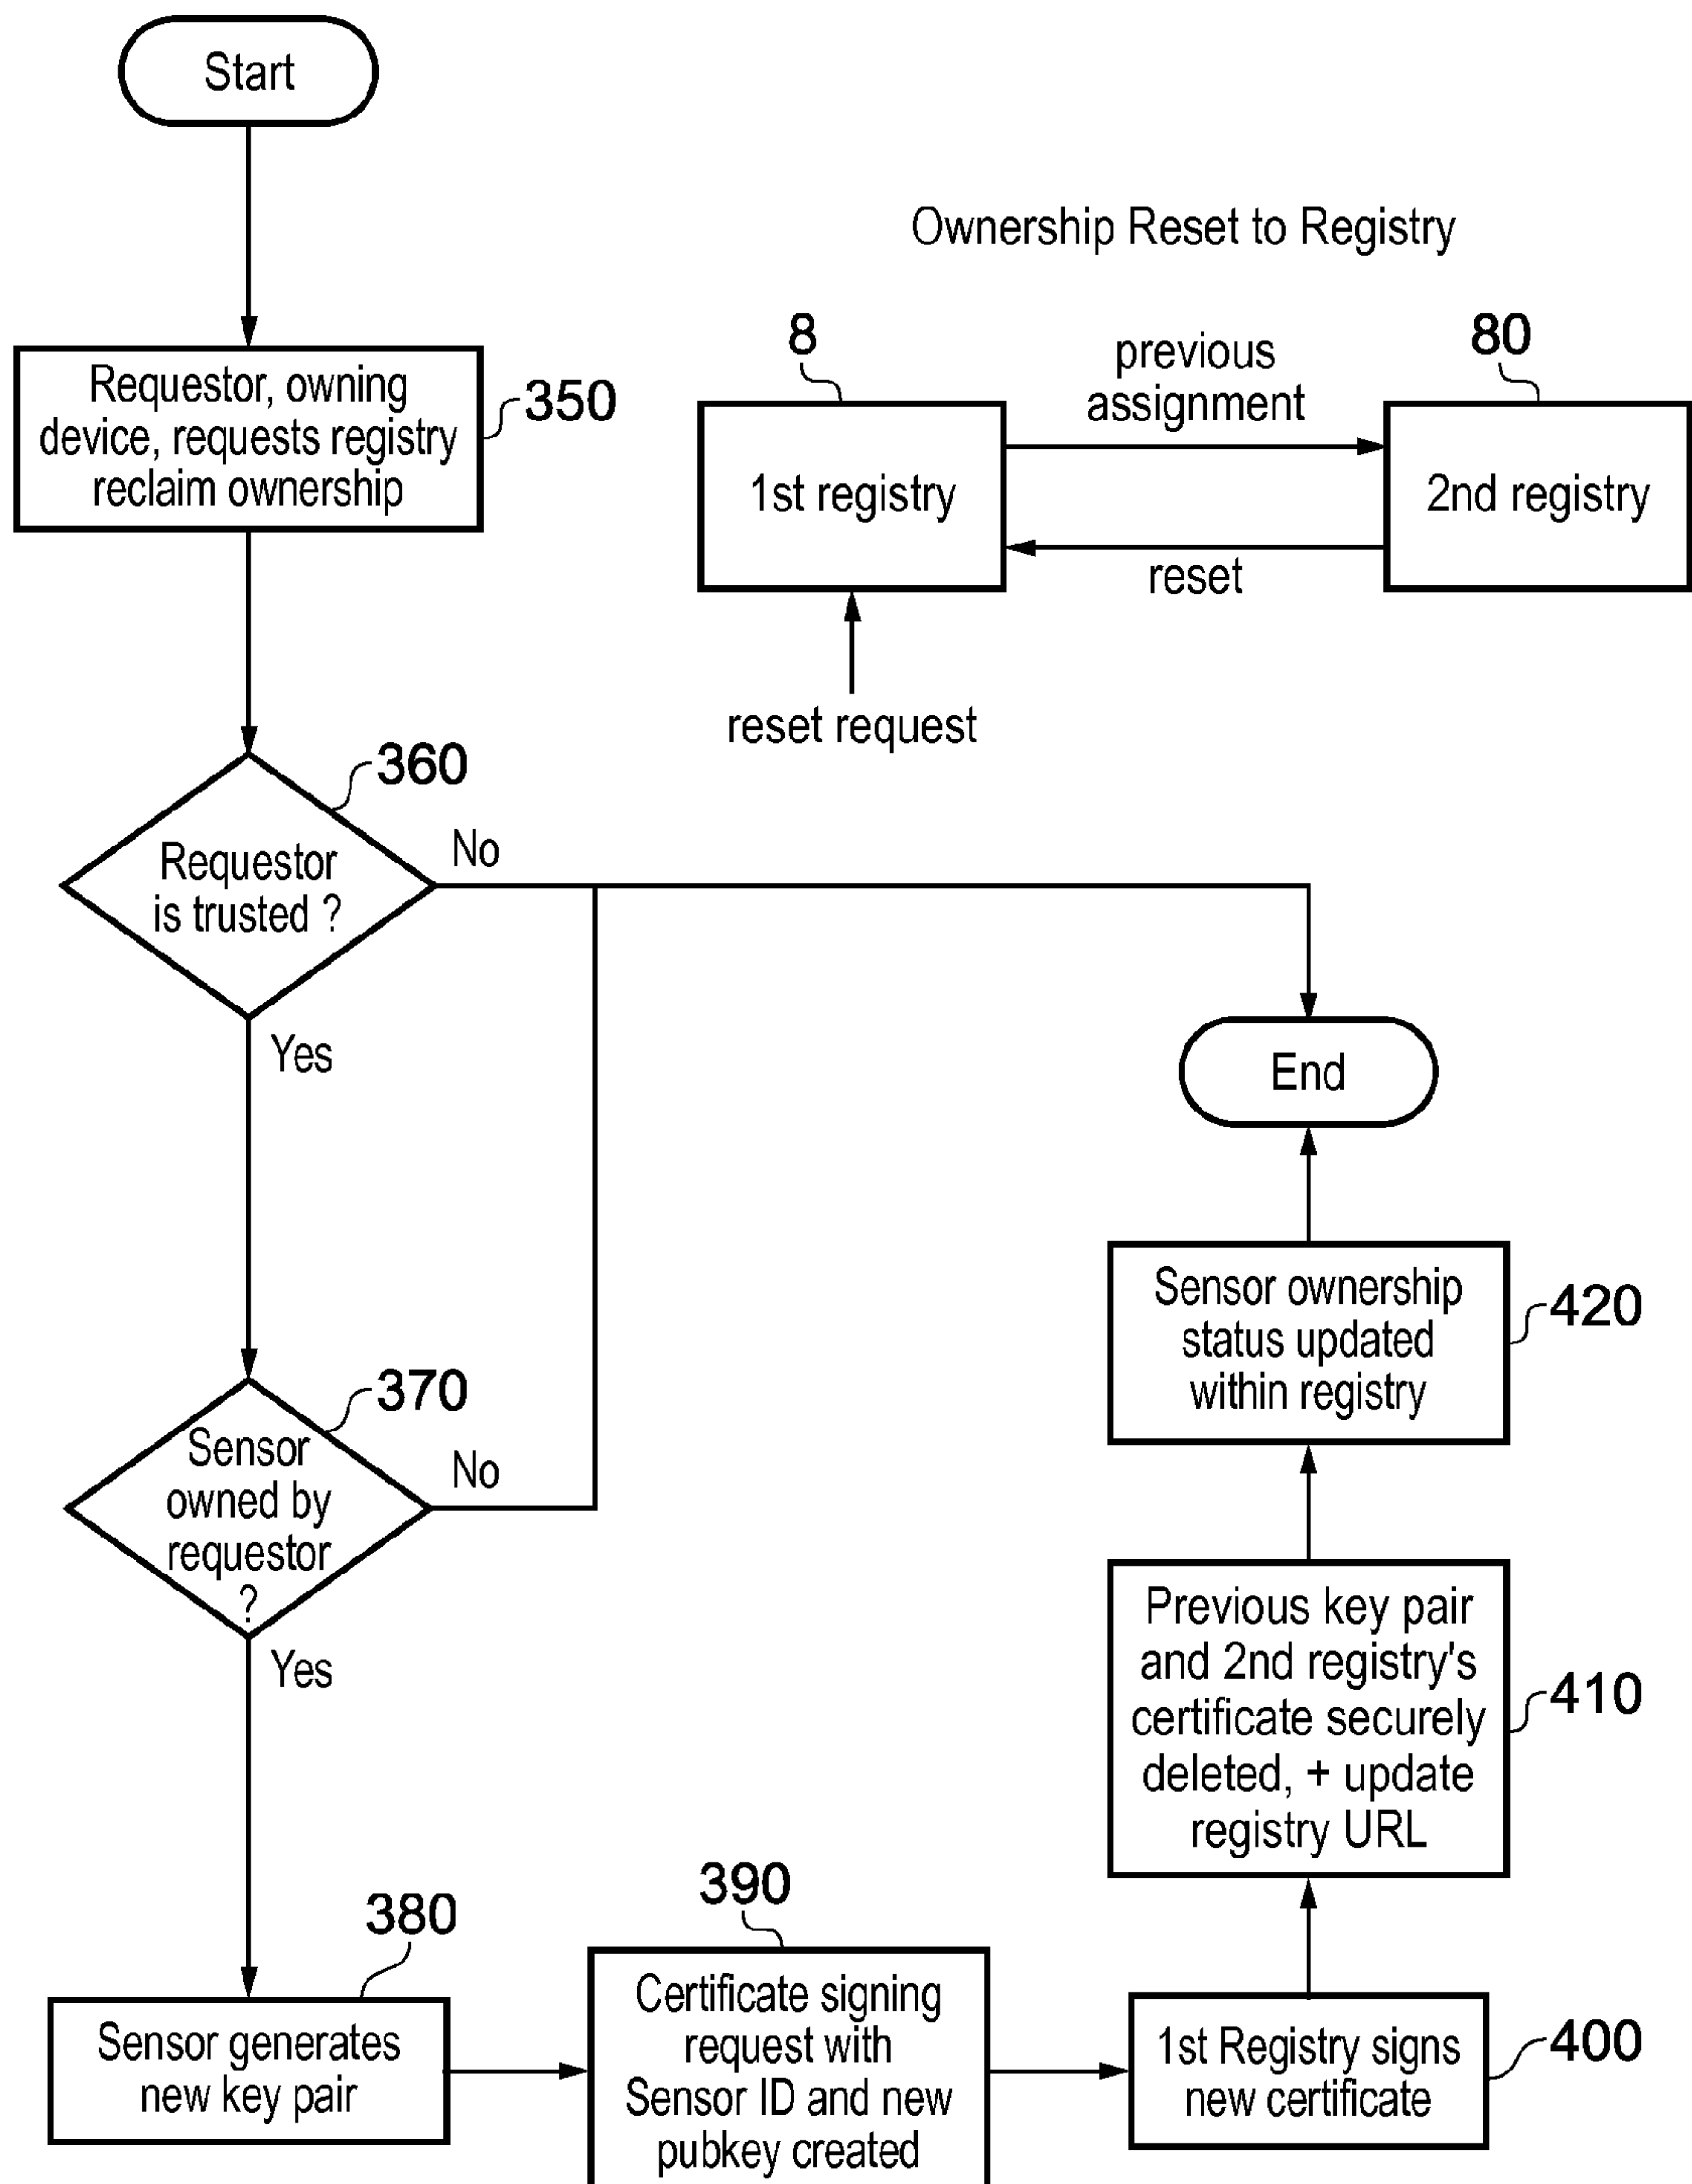 Start
Ownership Reset to Registry
Requestor, owning
device, requests registry
reclaim ownership
350
8
80
previous
assignment
1st registry
2nd registry
reset
reset request
360
Requestor
is trusted ?
No
Yes
End
370
Sensor
owned by
requestor
?
No
Yes
Sensor ownership
status updated
within registry
420
Previous key pair
and 2nd registry's
certificate securely
deleted, + update
registry URL
410
380
Sensor generates
new key pair
390
Certificate signing
request with
Sensor ID and new
pubkey created
1st Registry signs
new certificate
400